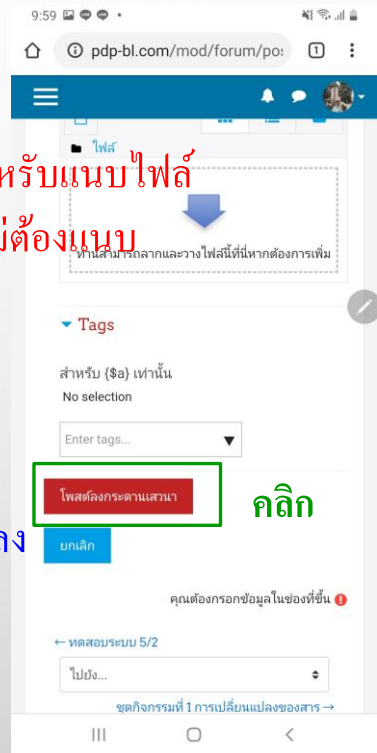 9:59
pdp-bl.com/mod/forum/po
1
ไฟล์
หรับแนบไฟล์
ต้องแนบ
ท่านสามารถลากและวางไฟล์นี้ที่นี่หากต้องการเพิ่ม
Tags
สำหรับ {$a} เท่านั้น
No selection
Enter tags...
โพสต์ลงกระดานเสวนา
คลิก
ลง
ยกเลิก
คุณต้องกรอกข้อมูลในช่องที่ขึ้น
← ทดสอบระบบ 5/2
ไปยัง...
ชุดกิจกรรมที่ 1 การเปลี่ยนแปลงของสาร →